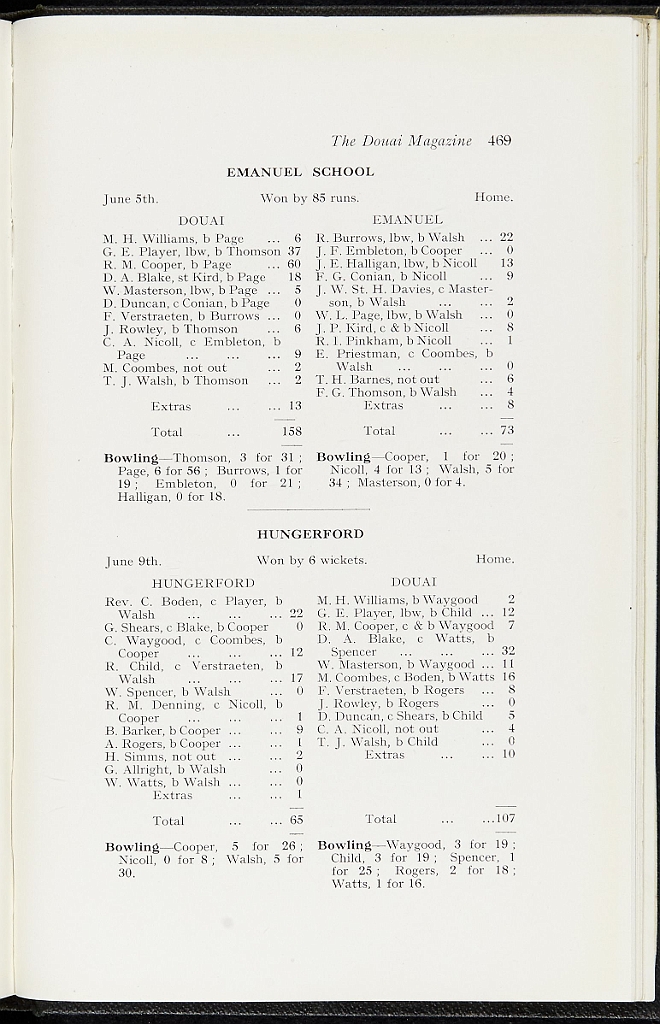 The Douai Magazine 469
EMANUEL SCHOOL
June 5th. Won by 85 runs. Home.
DOUAI
M. H. Williams, b Page ... 6
G. E. Player, lbw, b Thomson 37
R. M. Cooper, b Page ... 60
D. A. Blake, st Kird, b Page 18
W. Masterson, lbw, b Page ... 5
D. Duncan, c Conian, b Page 0
F. Verstraeten, b Burrows ... 0
J. Rowley, b Thomson ... 6
C. A. Nicoll, c Embleton, b
Page ... ... ... 9
M. Coombes, not out ... 2
T. J. Walsh, b Thomson ... 2
Extras ... ... 13
Total ... 158
Bowling—Thomson, 3 for 31 ;
Page, 6 for 56 ; Burrows, 1 for
19 ; Embleton, 0 for 21 ;
Halligan, 0 for 18.
EMANUEL
R. Burrows, lbw, b Walsh ... 22
J. F. Embleton, b Cooper ... 0
J. E. Halligan, lbw, b Nicoll 13
F. G. Conian, b Nicoll ... 9
J. W. St. H. Davies, c Master-
son, b Walsh ... ... 2
W. L. Page, lbw, b Walsh ... 0
J. P. Kird, c & b Nicoll ... 8
R. I. Pinkham, b Nicoll ... 1
E. Priestman, c Coombes, b
Walsh ... ... ... 0
T. H. Barnes, not out ... 6
F. G. Thomson, b Walsh ... 4
Extras ... ... 8
Total ... ... 73
Bowling—Cooper, 1 for 20 ;
Nicoll, 4 for 13 ; Walsh, 5 for
34 ; Masterson, 0 for 4.
HUNGERFORD
June 9th. Won by 6 wickets. Home.
HUNGERFORD
Rev. C. Boden, c Player, b
Walsh ... ... ... 22
G. Shears, c Blake, b Cooper 0
C. Waygood, c Coombes, b
Cooper ... ... ... 12
R. Child, c Verstraeten, b
Walsh ... ... ... 17
W. Spencer, b Walsh ... 0
R. M. Denning, c Nicoll, b
Cooper ... ... ... 1
B. Barker, b Cooper ... ... 9
A. Rogers, b Cooper ... ... 1
H. Simms, not out ... ... 2
G. Allright, b Walsh ... 0
W. Watts, b Walsh ... ... 0
Extras ... ... 1
Total ... ... 65
Bowling—Cooper, 5 for 26 ;
Nicoll, 0 for 8 ; Walsh, 5 for
30.
DOUAI
M. H. Williams, b Waygood 2
G. E. Player, lbw, b Child ... 12
R. M. Cooper, c & b Waygood 7
D. A. Blake, c Watts, b
Spencer ... ... ... 32
W. Masterson, b Waygood ... 11
M. Coombes, c Boden, b Watts 16
F. Verstraeten, b Rogers ... 8
J. Rowley, b Rogers ... 0
D. Duncan, c Shears, b Child 5
C. A. Nicoll, not out ... 4
T. J. Walsh, b Child ... 0
Extras ... ... 10
Total ... ...107
Bowling—Waygood, 3 for 19 ;
Child, 3 for 19 ; Spencer, 1
for 25 ; Rogers, 2 for 18 ;
Watts, 1 for 16.